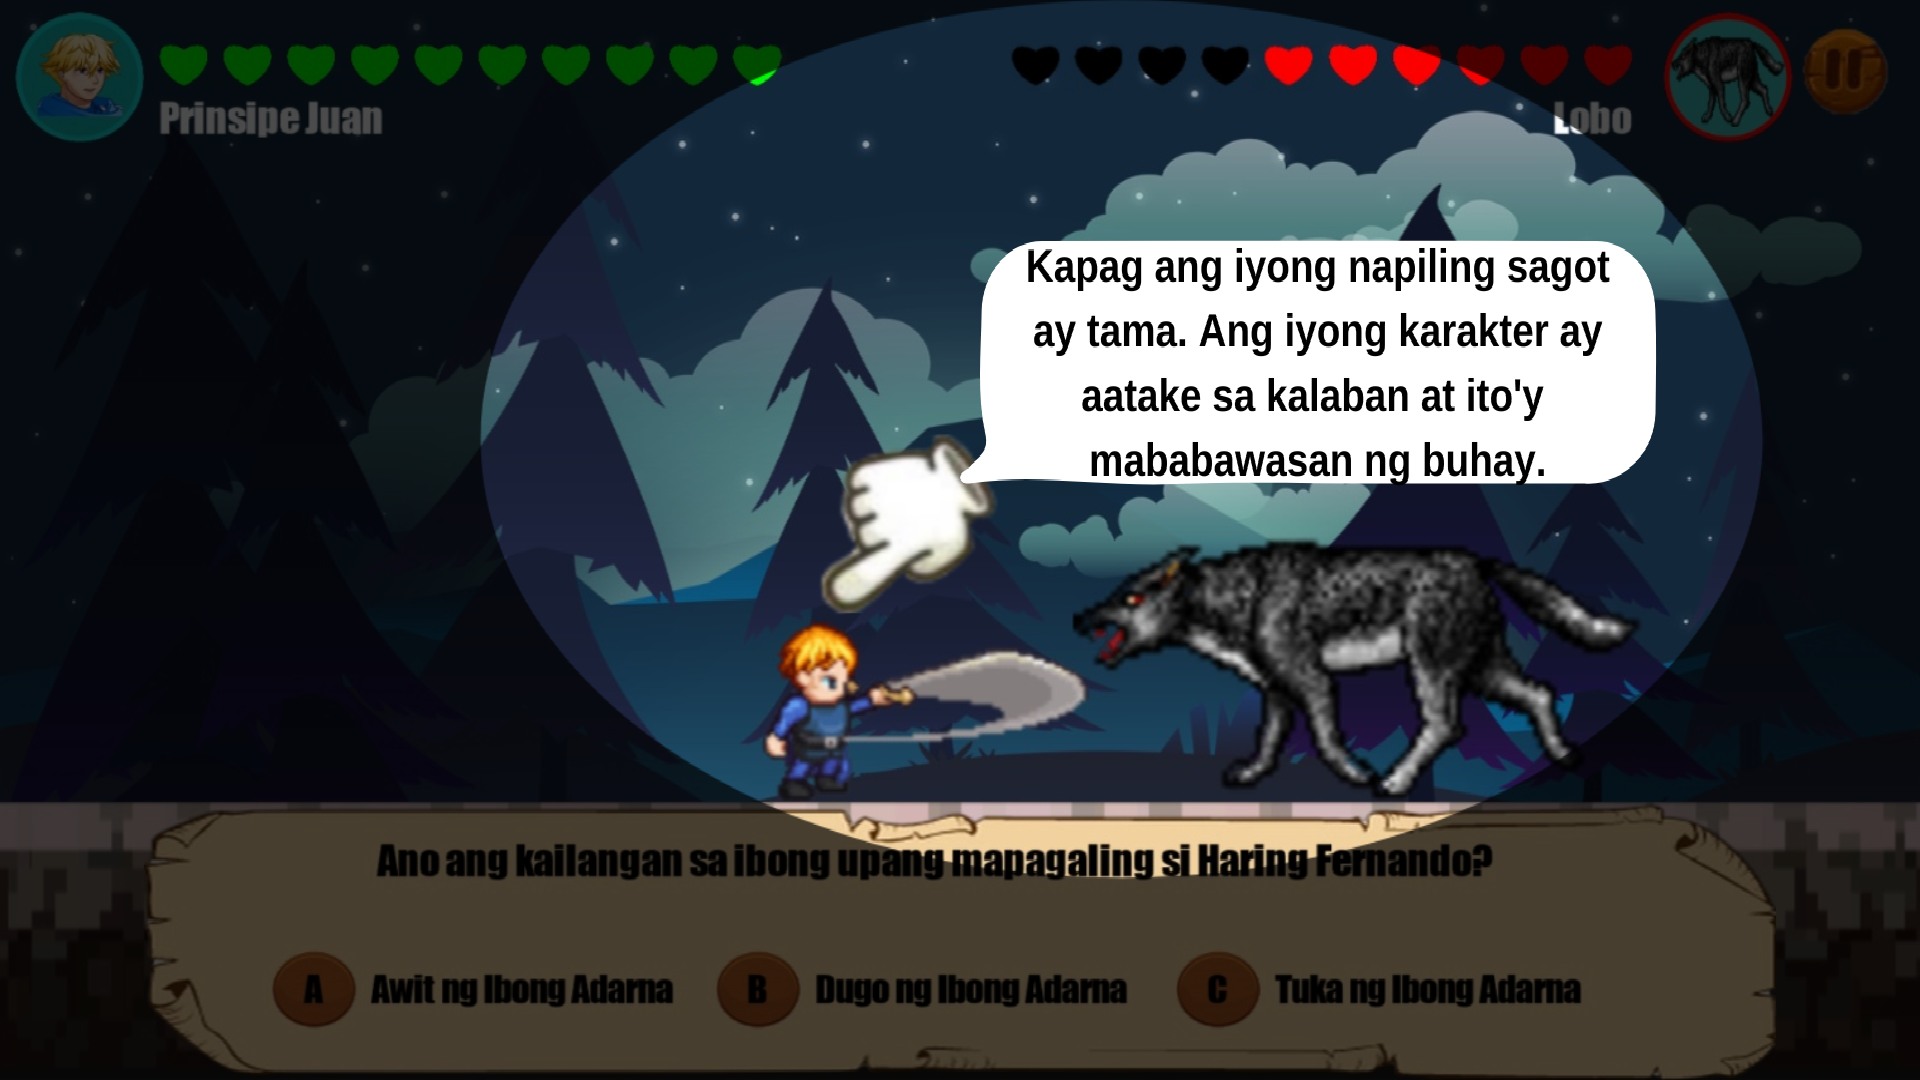 Prinsipe Juan
Lobo
Kapag ang iyong napiling sagot
ay tama. Ang iyong karakter ay
aatake sa kalaban at ito'y
mababawasan ng buhay.
Ano ang kailangan sa ibong upang mapagaling si Haring Fernando?
A Awit ng Ibong Adarna
B Dugo ng Ibong Adarna
C Tuka ng Ibong Adarna